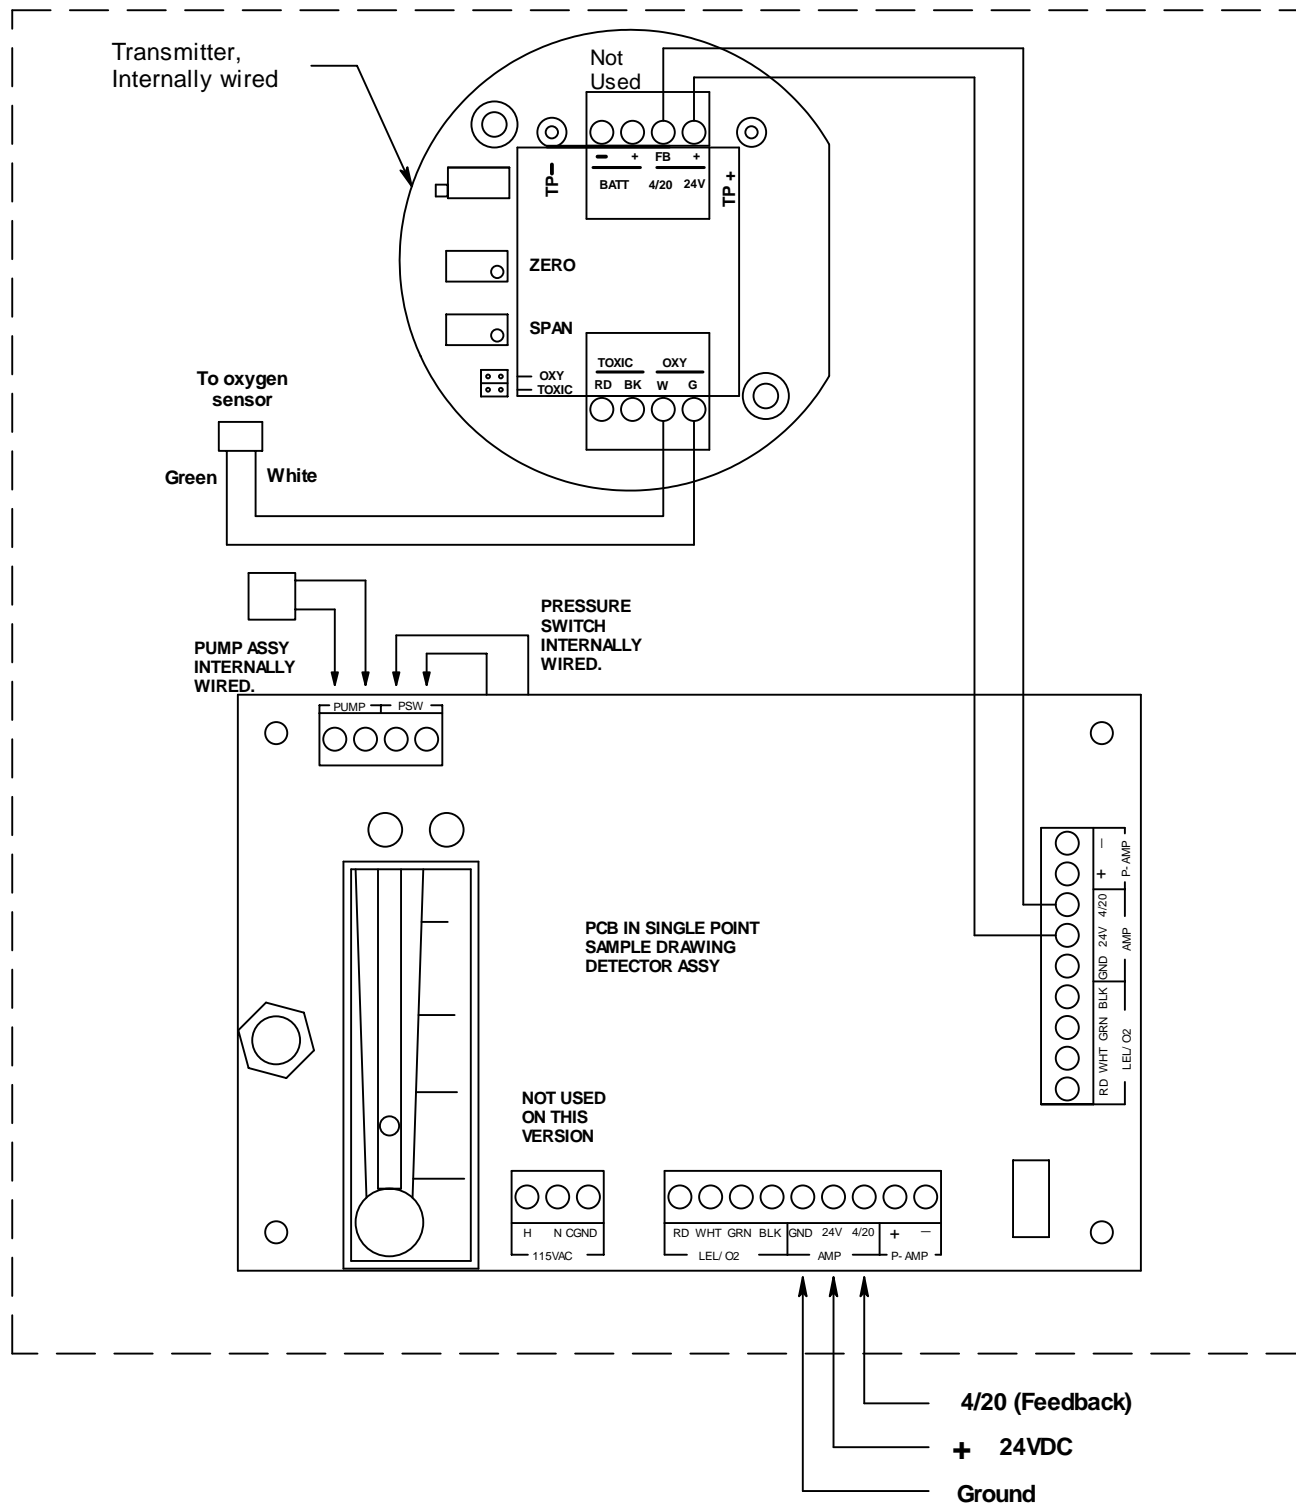 Transmitter,
Internally wired
Not
Used
− + FB +
BATT 4/20 24V
TP−
TP +
ZERO
SPAN
OXY
TOXIC
TOXIC OXY
RD BK W G
To oxygen
sensor
Green
White
PUMP ASSY
INTERNALLY
WIRED.
PRESSURE
SWITCH
INTERNALLY
WIRED.
PUMP PSW
PCB IN SINGLE POINT
SAMPLE DRAWING
DETECTOR ASSY
RD WHT GRN BLK GND 24V 4/20 + −
LEL/ O2 AMP P- AMP
NOT USED
ON THIS
VERSION
H N CGND
115VAC
RD WHT GRN BLK GND 24V 4/20 + −
LEL/ O2 AMP P- AMP
4/20 (Feedback)
+ 24VDC
Ground